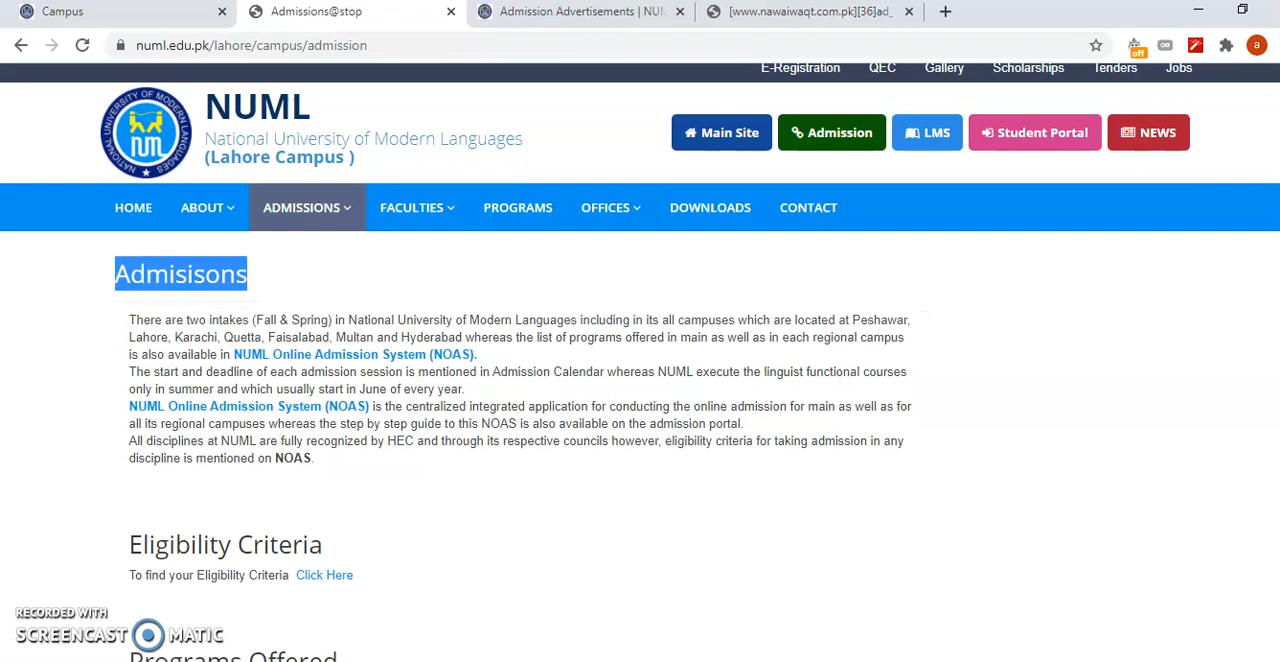 Campus
Admissions@stop
Admission Advertisements | NUM
[www.nawaiwaqt.com.pk][36]ad_
numl.edu.pk/lahore/campus/admission
off
a
E-Registration QEC Gallery Scholarships Tenders Jobs
NATIONAL UNIVERSITY OF MODERN LANGUAGES
NUML
National University of Modern Languages
(Lahore Campus )
Main Site
Admission
LMS
Student Portal
NEWS
HOME ABOUT ADMISSIONS FACULTIES PROGRAMS OFFICES DOWNLOADS CONTACT
Admisisons
There are two intakes (Fall & Spring) in National University of Modern Languages including in its all campuses which are located at Peshawar,
Lahore, Karachi, Quetta, Faisalabad, Multan and Hyderabad whereas the list of programs offered in main as well as in each regional campus
is also available in NUML Online Admission System (NOAS).
The start and deadline of each admission session is mentioned in Admission Calendar whereas NUML execute the linguist functional courses
only in summer and which usually start in June of every year.
NUML Online Admission System (NOAS) is the centralized integrated application for conducting the online admission for main as well as for
all its regional campuses whereas the step by step guide to this NOAS is also available on the admission portal.
All disciplines at NUML are fully recognized by HEC and through its respective councils however, eligibility criteria for taking admission in any
discipline is mentioned on NOAS.
Eligibility Criteria
To find your Eligibility Criteria Click Here
RECORDED WITH
SCREENCAST MATIC
Programs Offered